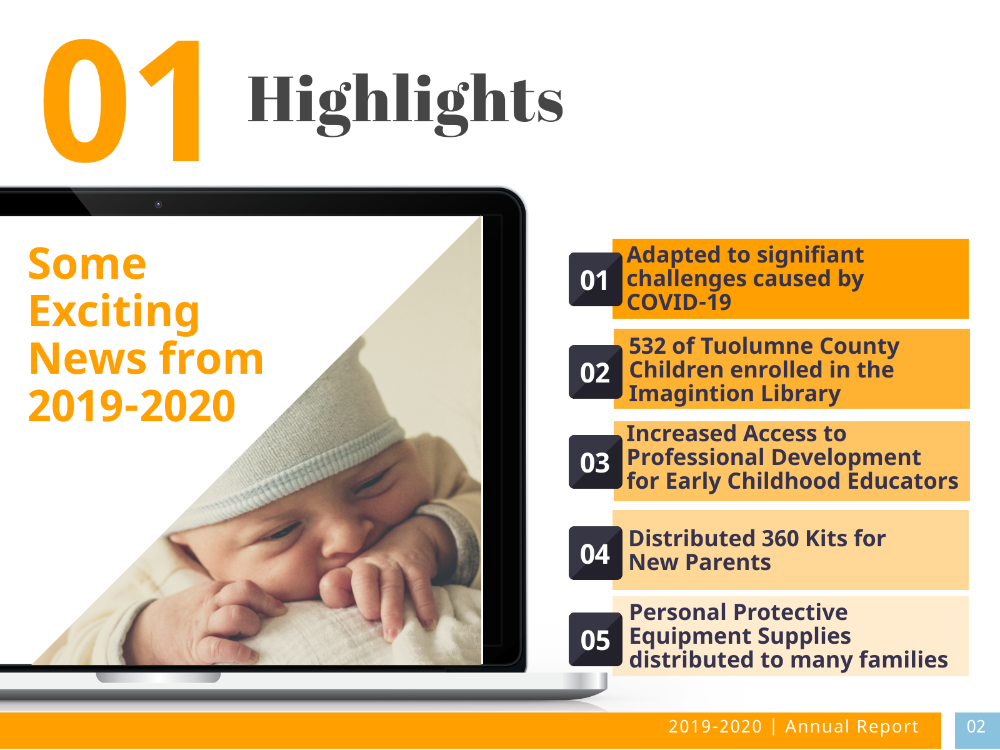 01
Highlights
Some
Exciting
News from
2019-2020
01
Adapted to signifiant
challenges caused by
COVID-19
02
532 of Tuolumne County
Children enrolled in the
Imagintion Library
03
Increased Access to
Professional Development
for Early Childhood Educators
04
Distributed 360 Kits for
New Parents
05
Personal Protective
Equipment Supplies
distributed to many families
2019-2020 | Annual Report
02